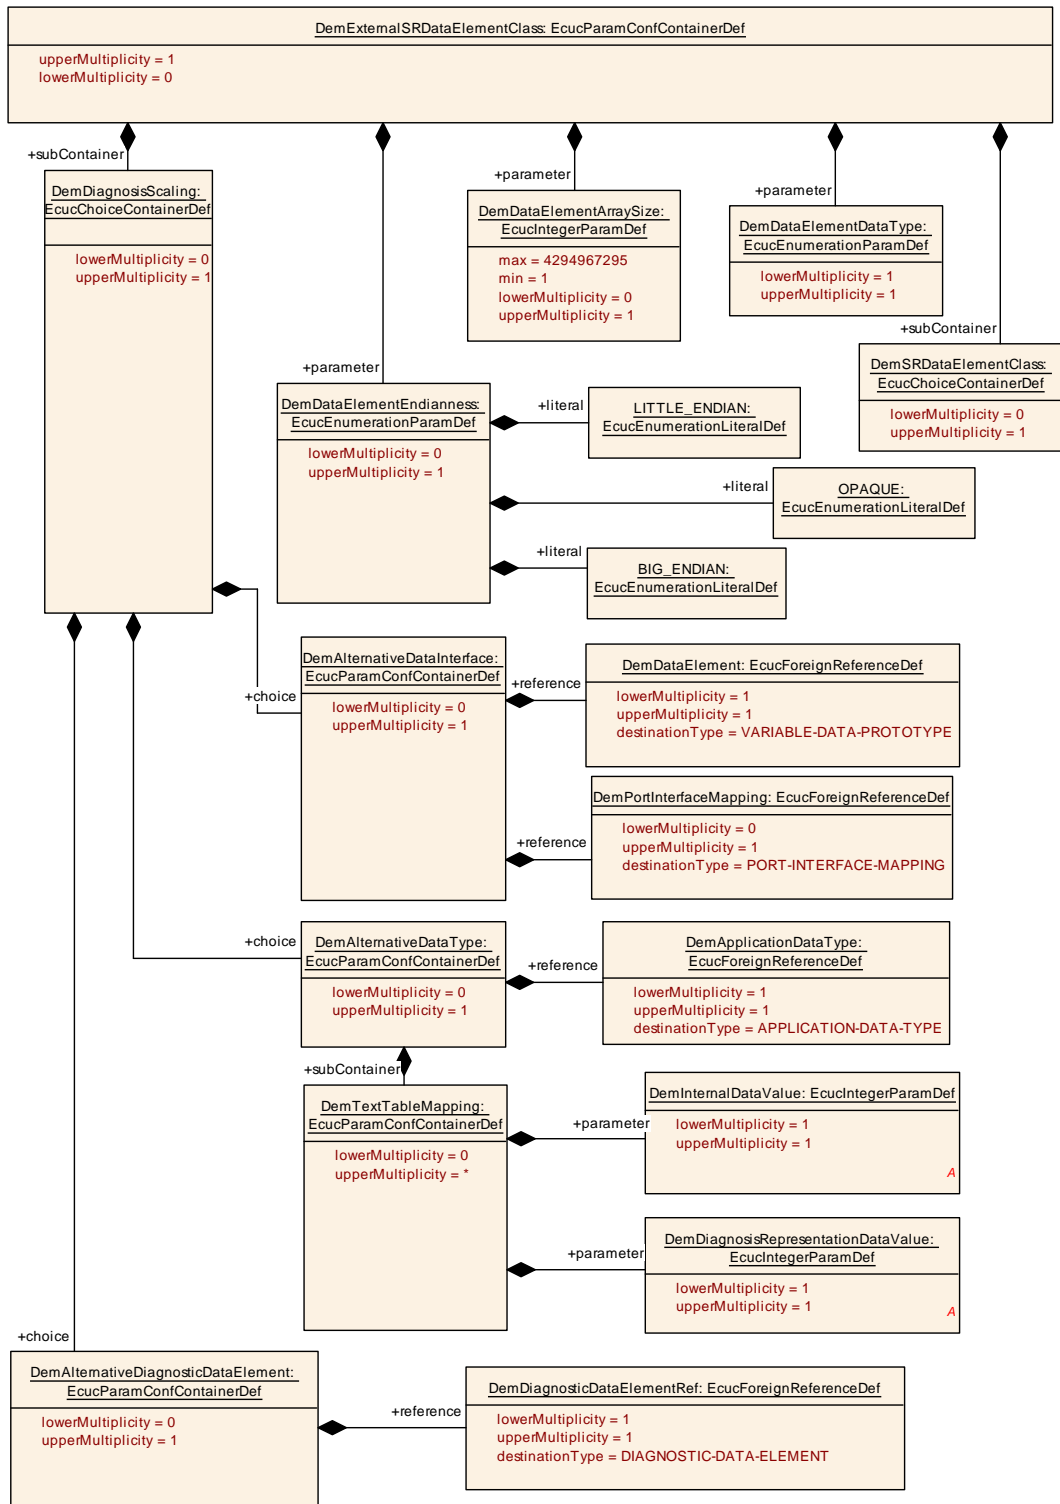 DemExternalSRDataElementClass: EcucParamConfContainerDef
upperMultiplicity = 1
lowerMultiplicity = 0
+subContainer
DemDiagnosisScaling:
EcucChoiceContainerDef
lowerMultiplicity = 0
upperMultiplicity = 1
+parameter
DemDataElementArraySize:
EcucIntegerParamDef
max = 4294967295
min = 1
lowerMultiplicity = 0
upperMultiplicity = 1
+parameter
DemDataElementDataType:
EcucEnumerationParamDef
lowerMultiplicity = 1
upperMultiplicity = 1
+subContainer
DemSRDataElementClass:
EcucChoiceContainerDef
lowerMultiplicity = 0
upperMultiplicity = 1
+parameter
DemDataElementEndianness:
EcucEnumerationParamDef
lowerMultiplicity = 0
upperMultiplicity = 1
+literal
LITTLE_ENDIAN:
EcucEnumerationLiteralDef
+literal
OPAQUE:
EcucEnumerationLiteralDef
+literal
BIG_ENDIAN:
EcucEnumerationLiteralDef
+choice
DemAlternativeDataInterface:
EcucParamConfContainerDef
lowerMultiplicity = 0
upperMultiplicity = 1
+reference
DemDataElement: EcucForeignReferenceDef
lowerMultiplicity = 1
upperMultiplicity = 1
destinationType = VARIABLE-DATA-PROTOTYPE
+reference
DemPortInterfaceMapping: EcucForeignReferenceDef
lowerMultiplicity = 0
upperMultiplicity = 1
destinationType = PORT-INTERFACE-MAPPING
+choice
DemAlternativeDataType:
EcucParamConfContainerDef
lowerMultiplicity = 0
upperMultiplicity = 1
+reference
DemApplicationDataType:
EcucForeignReferenceDef
lowerMultiplicity = 1
upperMultiplicity = 1
destinationType = APPLICATION-DATA-TYPE
+subContainer
DemTextTableMapping:
EcucParamConfContainerDef
lowerMultiplicity = 0
upperMultiplicity = *
+parameter
DemInternalDataValue: EcucIntegerParamDef
lowerMultiplicity = 1
upperMultiplicity = 1
A
+parameter
DemDiagnosisRepresentationDataValue:
EcucIntegerParamDef
lowerMultiplicity = 1
upperMultiplicity = 1
A
+choice
DemAlternativeDiagnosticDataElement:
EcucParamConfContainerDef
lowerMultiplicity = 0
upperMultiplicity = 1
+reference
DemDiagnosticDataElementRef: EcucForeignReferenceDef
lowerMultiplicity = 1
upperMultiplicity = 1
destinationType = DIAGNOSTIC-DATA-ELEMENT